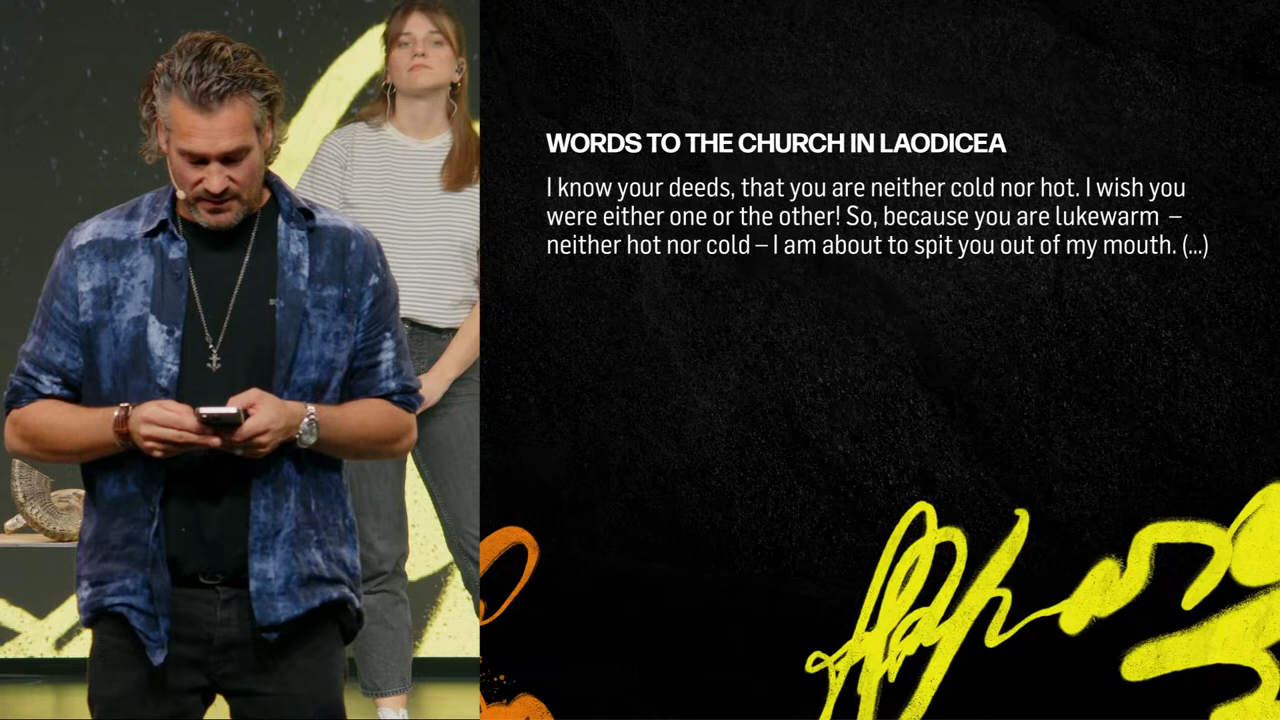 WORDS TO THE CHURCH IN LAODICEA
I know your deeds, that you are neither cold nor hot. I wish you
were either one or the other! So, because you are lukewarm –
neither hot nor cold – I am about to spit you out of my mouth. (...)